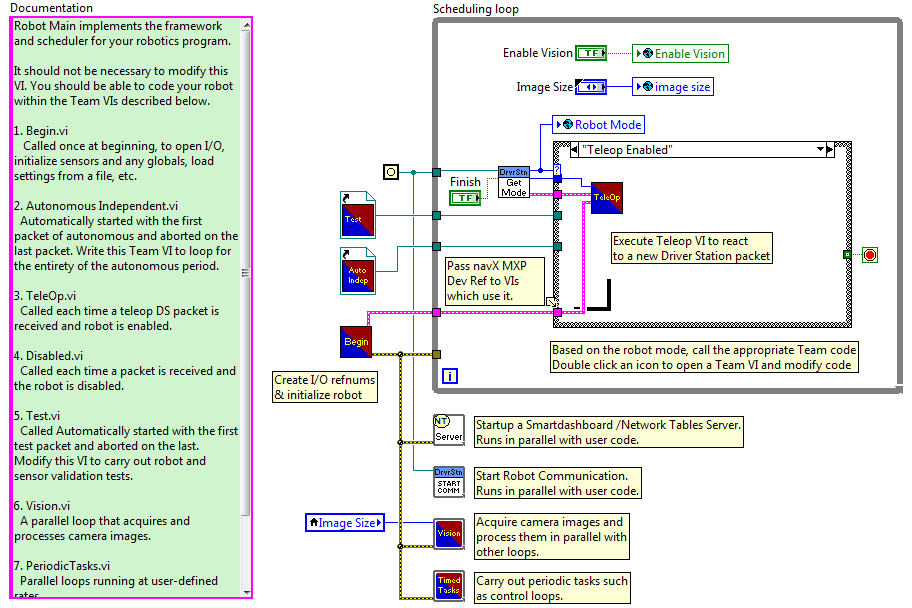 Documentation
Robot Main implements the framework
and scheduler for your robotics program.
It should not be necessary to modify this
VI. You should be able to code your robot
within the Team VIs described below.
1. Begin.vi
Called once at beginning, to open I/O,
initialize sensors and any globals, load
settings from a file, etc.
2. Autonomous Independent.vi
Automatically started with the first
packet of autonomous and aborted on the
last packet. Write this Team VI to loop for
the entirety of the autonomous period.
3. TeleOp.vi
Called each time a teleop DS packet is
received and robot is enabled.
4. Disabled.vi
Called each time a packet is received and
the robot is disabled.
5. Test.vi
Called Automatically started with the first
test packet and aborted on the last.
Modify this VI to carry out robot and
sensor validation tests.
6. Vision.vi
A parallel loop that acquires and
processes camera images.
7. PeriodicTasks.vi
Parallel loops running at user-defined
rates.
Scheduling loop
Enable Vision
TF
Enable Vision
Image Size
image size
Robot Mode
"Teleop Enabled"
Finish
TF
DrvrStn
Get
Mode
?
TeleOp
Test
Auto
Indep
Begin
Execute Teleop VI to react
to a new Driver Station packet
Pass navX MXP
Dev Ref to VIs
which use it.
Create I/O refnums
& initialize robot
i
Based on the robot mode, call the appropriate Team code
Double click an icon to open a Team VI and modify code
NT
Server
Startup a Smartdashboard /Network Tables Server.
Runs in parallel with user code.
DrvrStn
START
COMM
Start Robot Communication.
Runs in parallel with user code.
Image Size
Vision
Acquire camera images and
process them in parallel with
other loops.
Timed
Tasks
Carry out periodic tasks such
as control loops.